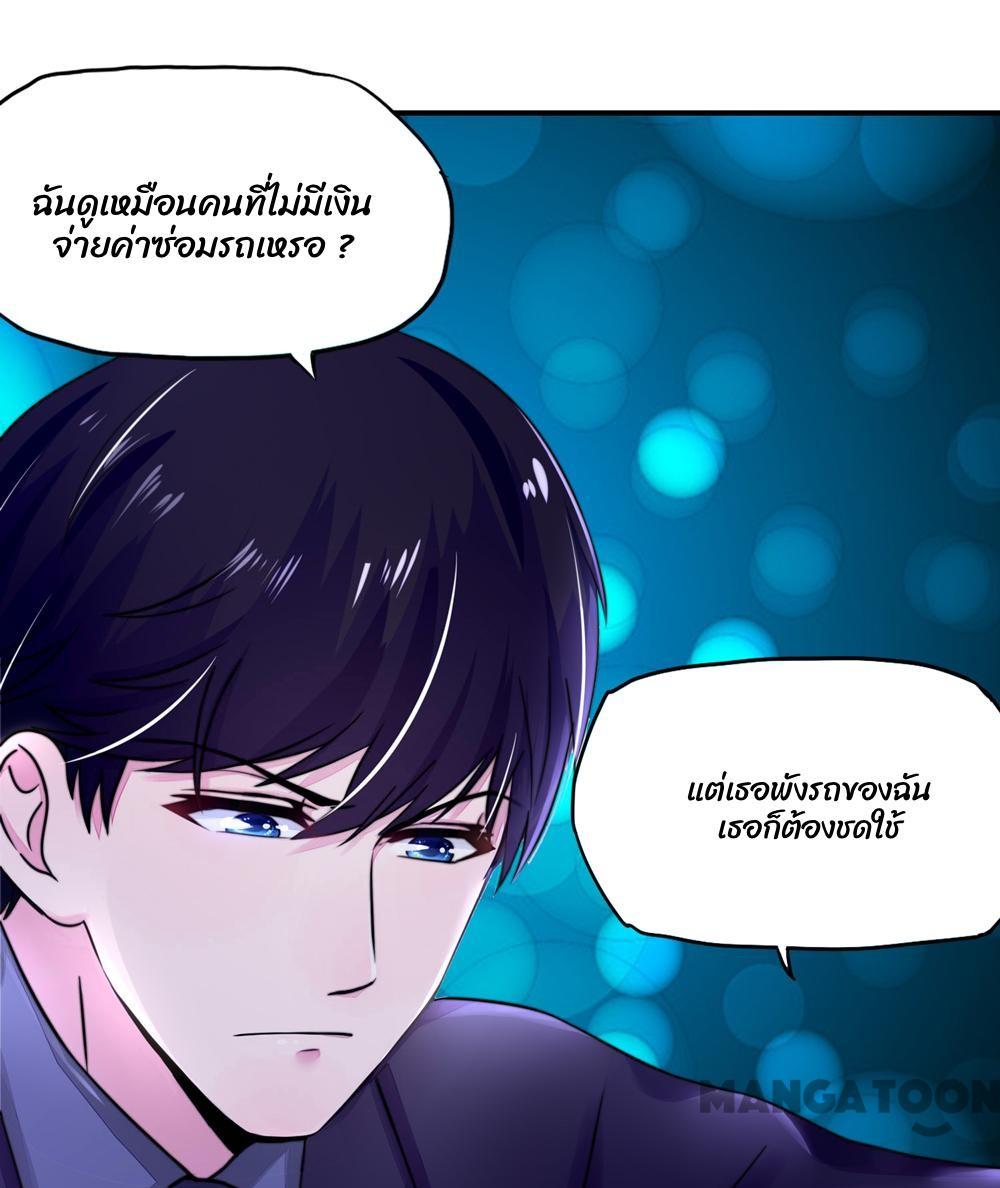 ฉันดูเหมือนคนที่ไม่มีเงิน
จ่ายค่าซ่อมรถเหรอ ?
แต่เธอพังรถของฉัน
เธอก็ต้องชดใช้
MANGATOON